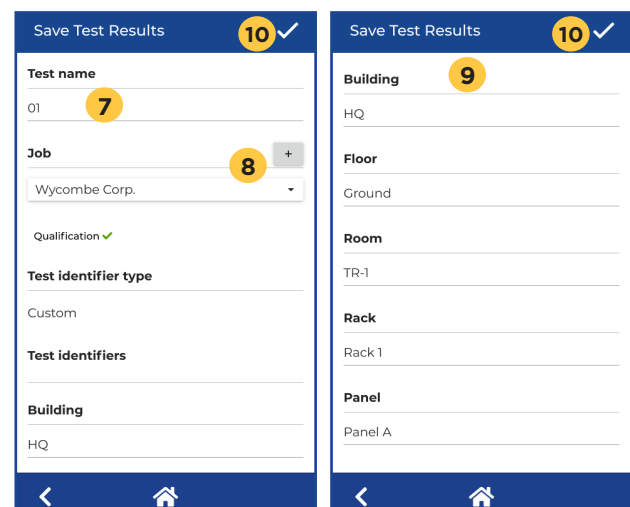 Save Test Results
10
Test name
01
7
Job
8
+
Wycombe Corp.
Qualification
Test identifier type
Custom
Test identifiers
Building
HQ
Save Test Results
10
Building
9
HQ
Floor
Ground
Room
TR-1
Rack
Rack 1
Panel
Panel A